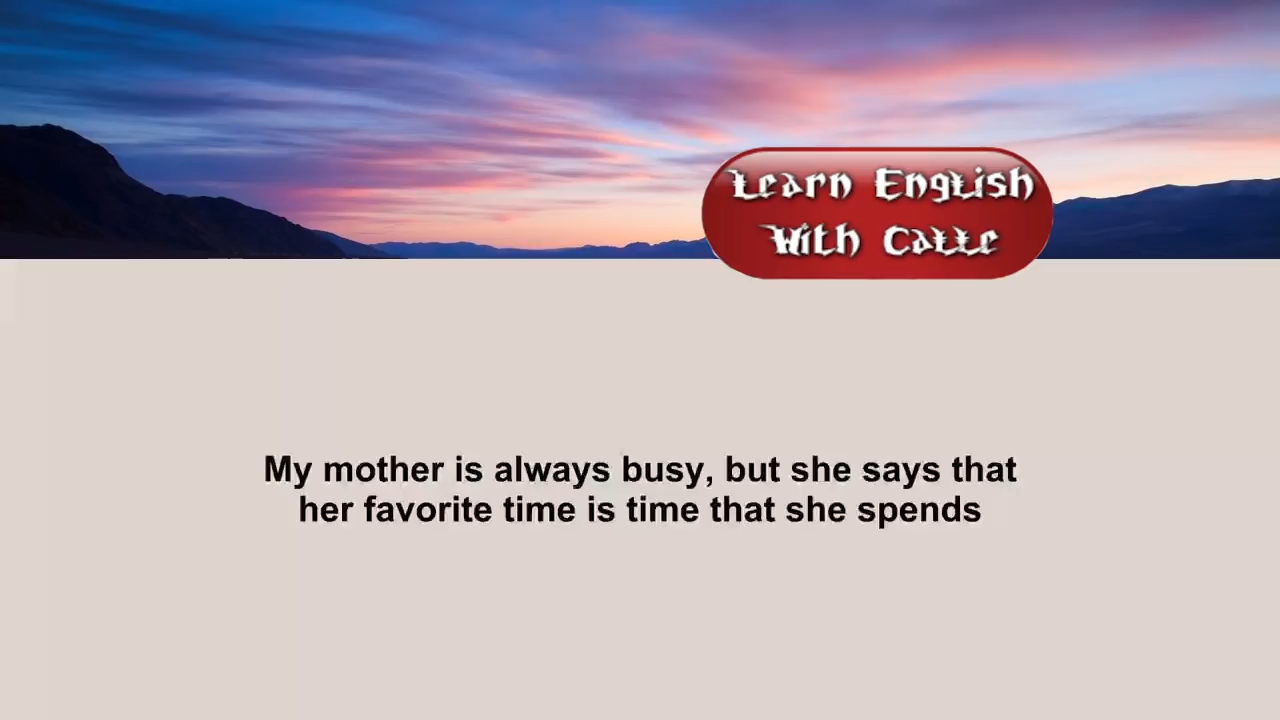 Learn English
With Calle
My mother is always busy, but she says that
her favorite time is time that she spends